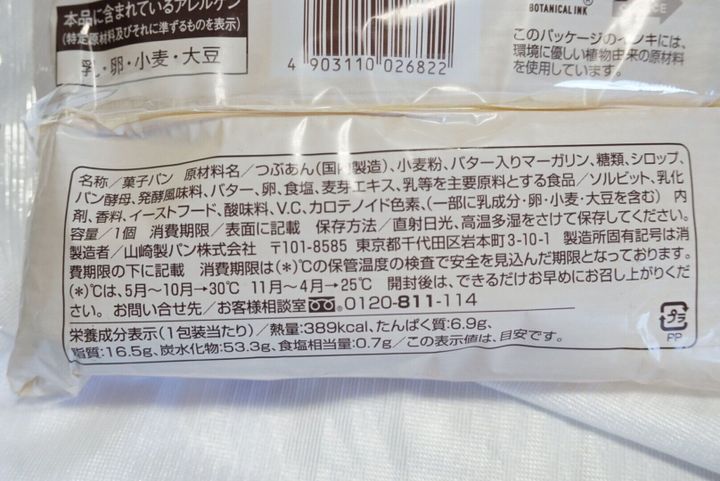 本品に含まれているアレルゲン
(特定原材料及びそれに準ずるものを表示)
乳・卵・小麦・大豆
4 903110 026822
BOTANICAL INK®
このパッケージのインキには、
環境に優しい植物由来の原材料
を使用しています。
名称/菓子パン 原材料名/つぶあん(国内製造)、小麦粉、バター入りマーガリン、糖類、シロップ、
パン酵母、発酵風味料、バター、卵、食塩、麦芽エキス、乳等を主要原料とする食品/ソルビット、乳化
剤、香料、イーストフード、酸味料、V.C、カロテノイド色素、(一部に乳成分・卵・小麦・大豆を含む) 内
容量/1個 消費期限/表面に記載 保存方法/直射日光、高温多湿をさけて保存してください。
製造者/山崎製パン株式会社 〒101-8585 東京都千代田区岩本町3-10-1 製造所固有記号は消
費期限の下に記載 消費期限は(*)℃の保管温度の検査で安全を見込んだ期限となっております。
(*)℃は、5月〜10月→30℃ 11月〜4月→25℃ 開封後は、できるだけお早めにお召し上がりくだ
さい。 お問い合せ先/お客様相談室 0120-811-114
栄養成分表示(1包装当たり)/熱量:389kcal、たんぱく質:6.9g、
脂質:16.5g、炭水化物:53.3g、食塩相当量:0.7g/この表示値は、目安です。
プラ
PP